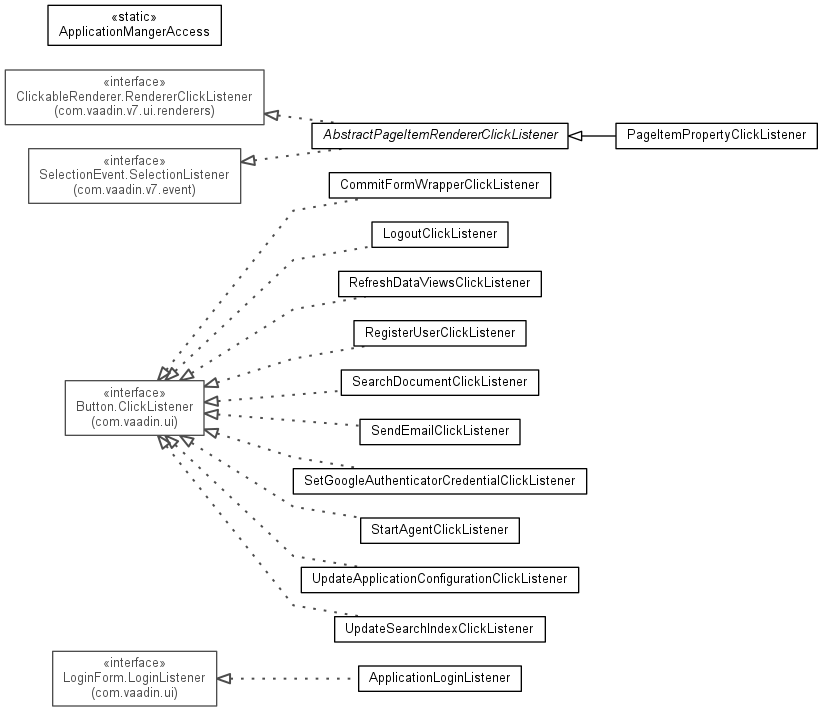 «static»
ApplicationMangerAccess
«interface»
ClickableRenderer.RendererClickListener
(com.vaadin.v7.ui.renderers)
AbstractPageItemRendererClickListener
PageItemPropertyClickListener
«interface»
SelectionEvent.SelectionListener
(com.vaadin.v7.event)
CommitFormWrapperClickListener
LogoutClickListener
RefreshDataViewsClickListener
RegisterUserClickListener
«interface»
Button.ClickListener
(com.vaadin.ui)
SearchDocumentClickListener
SendEmailClickListener
SetGoogleAuthenticatorCredentialClickListener
StartAgentClickListener
UpdateApplicationConfigurationClickListener
UpdateSearchIndexClickListener
«interface»
LoginForm.LoginListener
(com.vaadin.ui)
ApplicationLoginListener